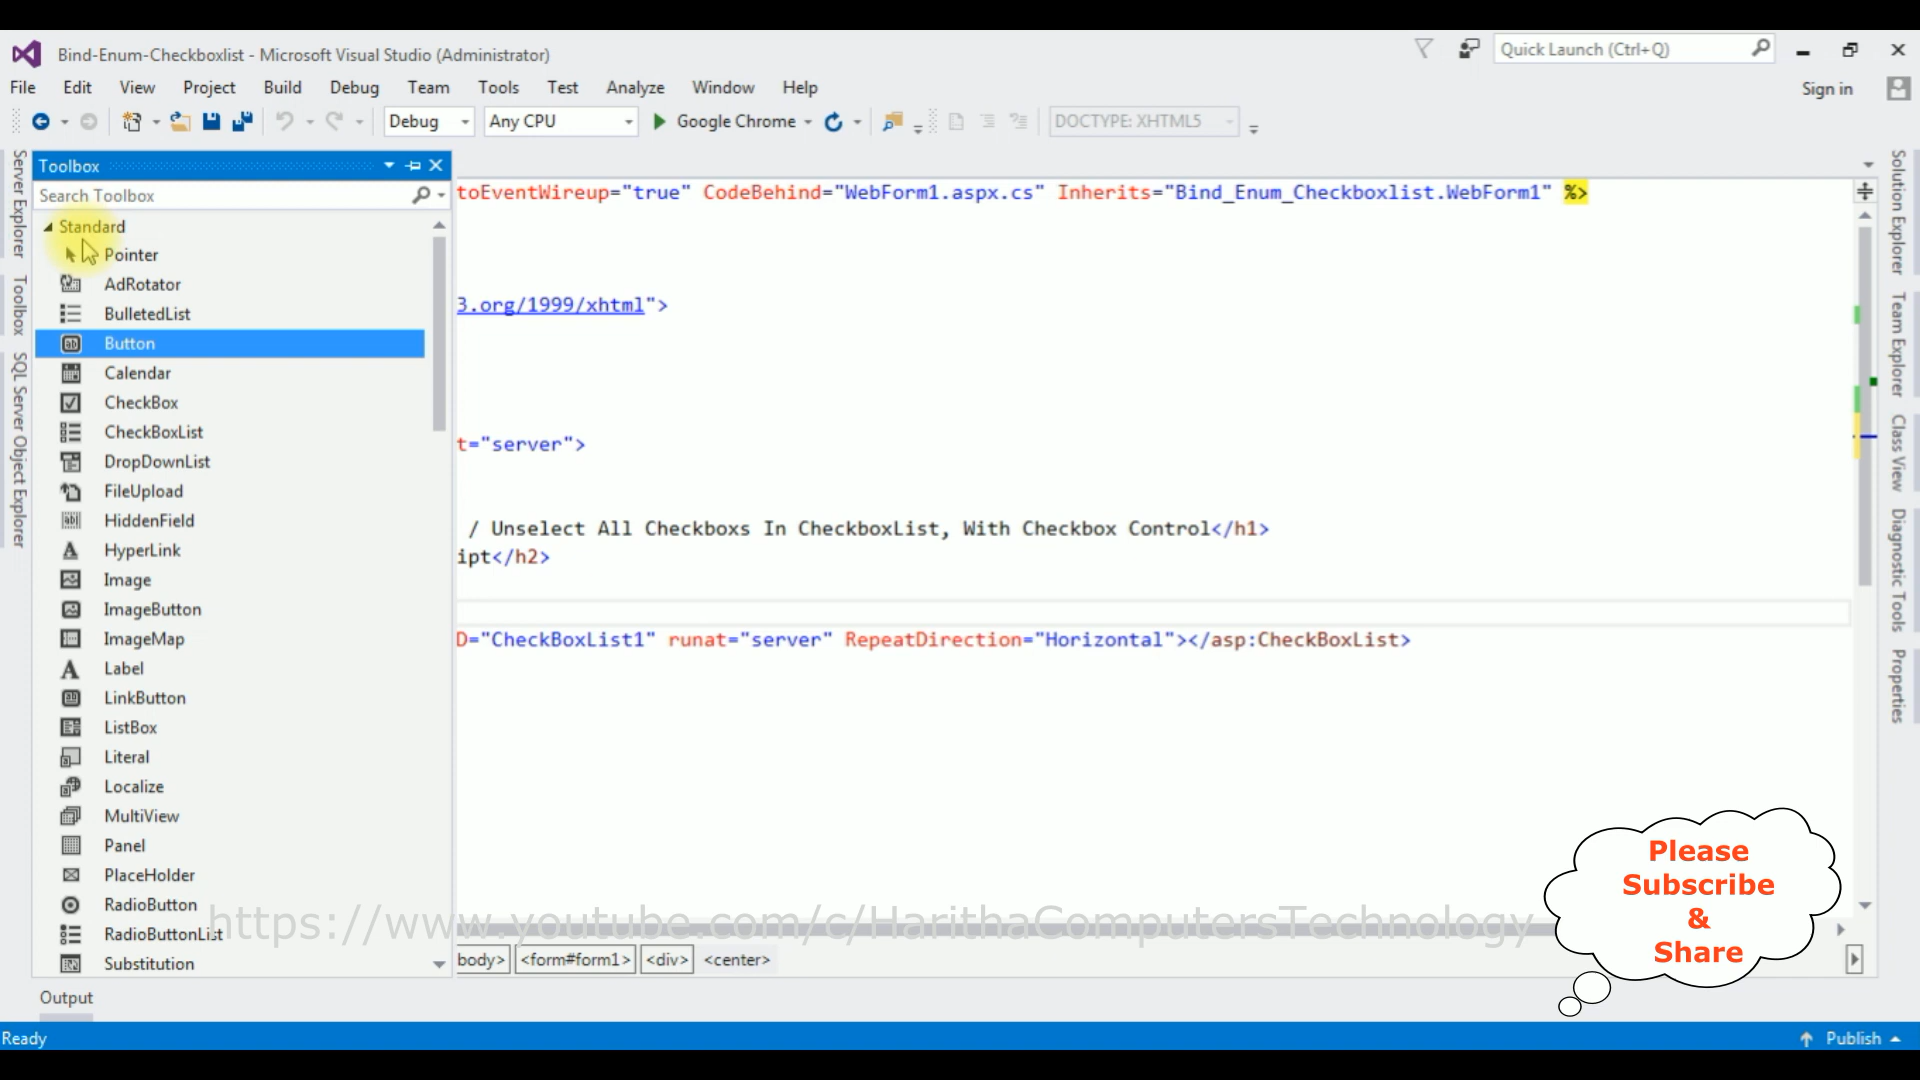 Bind-Enum-Checkboxlist - Microsoft Visual Studio (Administrator)
Quick Launch (Ctrl+Q)
File Edit View Project Build Debug Team Tools Test Analyze Window Help
Sign in
Debug Any CPU Google Chrome DOCTYPE: XHTML5
Server Explorer
Toolbox
SQL Server Object Explorer
Toolbox
Search Toolbox
Standard
Pointer
AdRotator
BulletedList
Button
Calendar
CheckBox
CheckBoxList
DropDownList
FileUpload
HiddenField
HyperLink
Image
ImageButton
ImageMap
Label
LinkButton
ListBox
Literal
Localize
MultiView
Panel
PlaceHolder
RadioButton
RadioButtonList
Substitution
toEventWireup="true" CodeBehind="WebForm1.aspx.cs" Inherits="Bind_Enum_Checkboxlist.WebForm1" %>
3.org/1999/xhtml">
t="server">
/ Unselect All Checkboxs In CheckboxList, With Checkbox Control</h1>
ipt</h2>
D="CheckBoxList1" runat="server" RepeatDirection="Horizontal"></asp:CheckBoxList>
https://www.youtube.com/c/HarithaComputersTechnology
body> <form#form1> <div> <center>
Solution Explorer
Team Explorer
Class View
Diagnostic Tools
Properties
Please
Subscribe
&
Share
Output
Ready
Publish